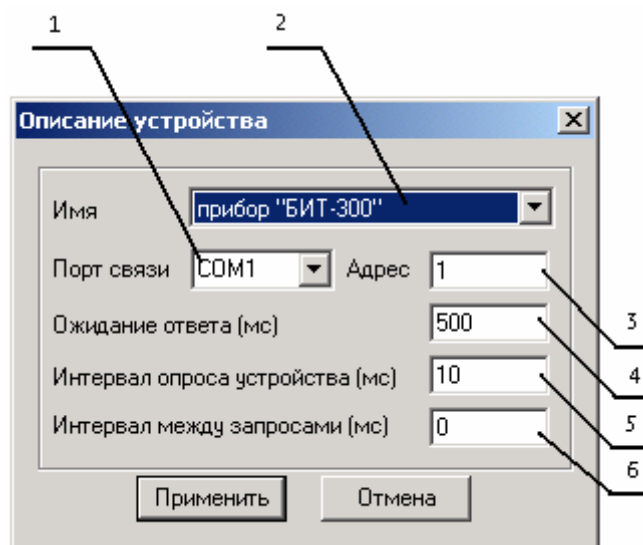 1
2
Описание устройства
Имя прибор "БИТ-300"
Порт связи COM1 Адрес 1
3
Ожидание ответа (мс) 500
4
Интервал опроса устройства (мс) 10
5
Интервал между запросами (мс) 0
6
Применить Отмена